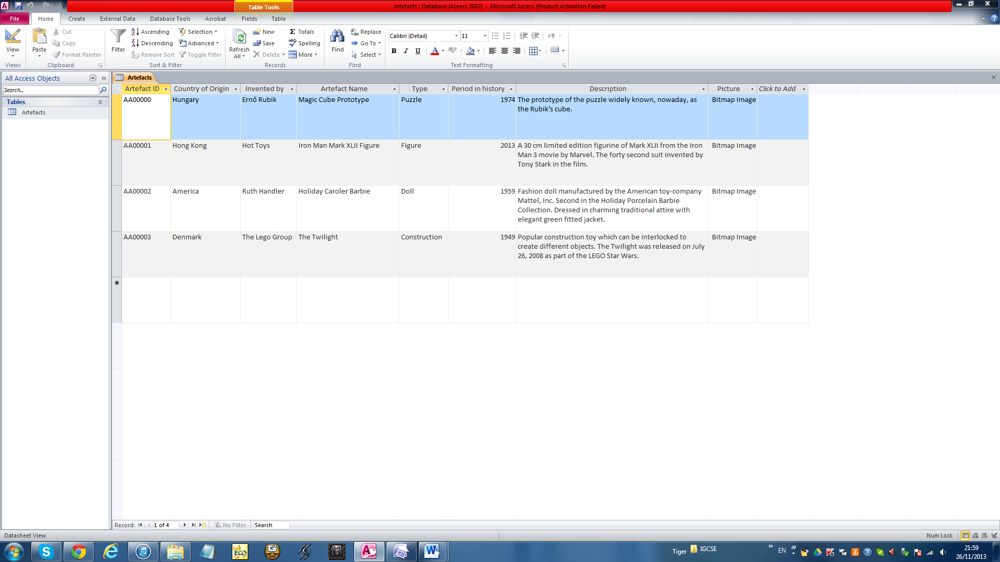 Table Tools
Artefacts : Database (Access 2007) - Microsoft Access (Product Activation Failed)
File Home Create External Data Database Tools Acrobat Fields Table
View
Views
Paste
Cut
Copy
Format Painter
Clipboard
Filter
Ascending
Descending
Remove Sort
Selection
Advanced
Toggle Filter
Sort & Filter
Refresh
All
New
Save
Delete
Totals
Spelling
More
Records
Find
Replace
Go To
Select
Find
Calibri (Detail) 11
B I U A
Text Formatting
All Access Objects
Search...
Tables
Artefacts
Artefacts
Artefact ID Country of Origin Invented by Artefact Name Type Period in history Description Picture Click to Add
AA00000 Hungary Ernő Rubik Magic Cube Prototype Puzzle 1974 The prototype of the puzzle widely known, nowaday, as Bitmap Image
the Rubik's cube.
AA00001 Hong Kong Hot Toys Iron Man Mark XLII Figure Figure 2013 A 30 cm limited edition figurine of Mark XLII from the Iron Bitmap Image
Man 3 movie by Marvel. The forty second suit invented by
Tony Stark in the film.
AA00002 America Ruth Handler Holiday Caroler Barbie Doll 1959 Fashion doll manufactured by the American toy-company Bitmap Image
Mattel, Inc. Second in the Holiday Porcelain Barbie
Collection. Dressed in charming traditional attire with
elegant green fitted jacket.
AA00003 Denmark The Lego Group The Twilight Construction 1949 Popular construction toy which can be interlocked to Bitmap Image
create different objects. The Twilight was released on July
26, 2008 as part of the LEGO Star Wars.
Record: 1 of 4 No Filter Search
Datasheet View Num Lock
ECO
Tiger IGCSE EN
21:59
26/11/2013